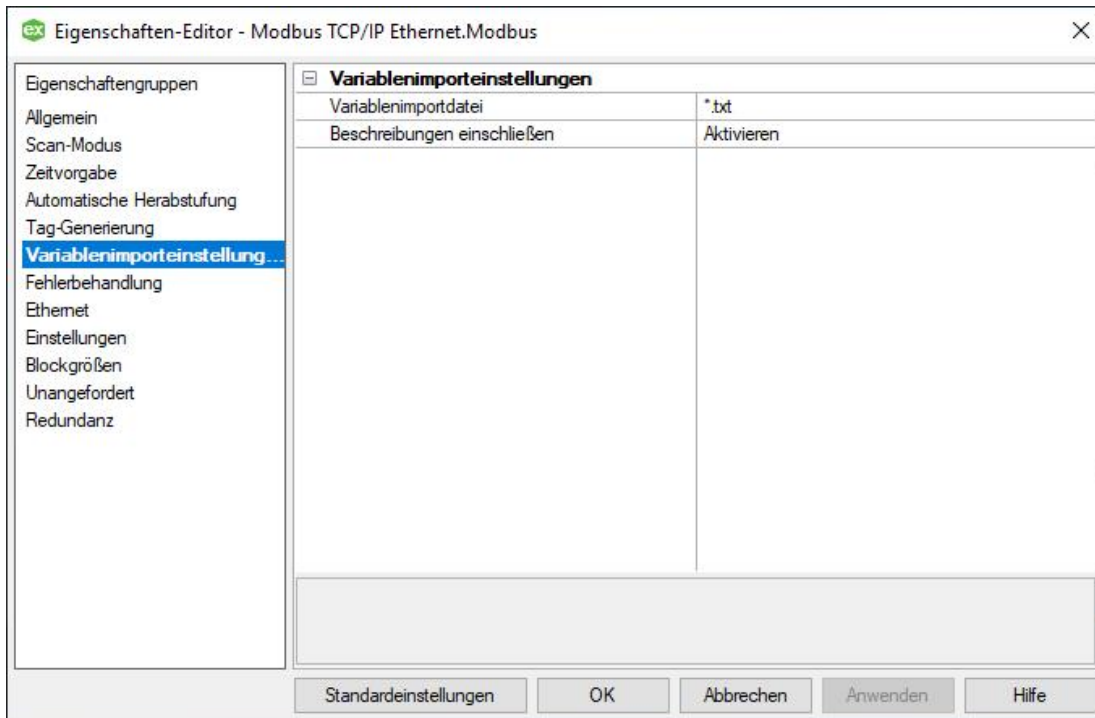 ex Eigenschaften-Editor - Modbus TCP/IP Ethernet.Modbus
Eigenschaftengruppen
Allgemein
Scan-Modus
Zeitvorgabe
Automatische Herabstufung
Tag-Generierung
Variablenimporteinstellung...
Fehlerbehandlung
Ethernet
Einstellungen
Blockgrößen
Unangefordert
Redundanz
Variablenimporteinstellungen
Variablenimportdatei *.txt
Beschreibungen einschließen Aktivieren
Standardeinstellungen OK Abbrechen Anwenden Hilfe